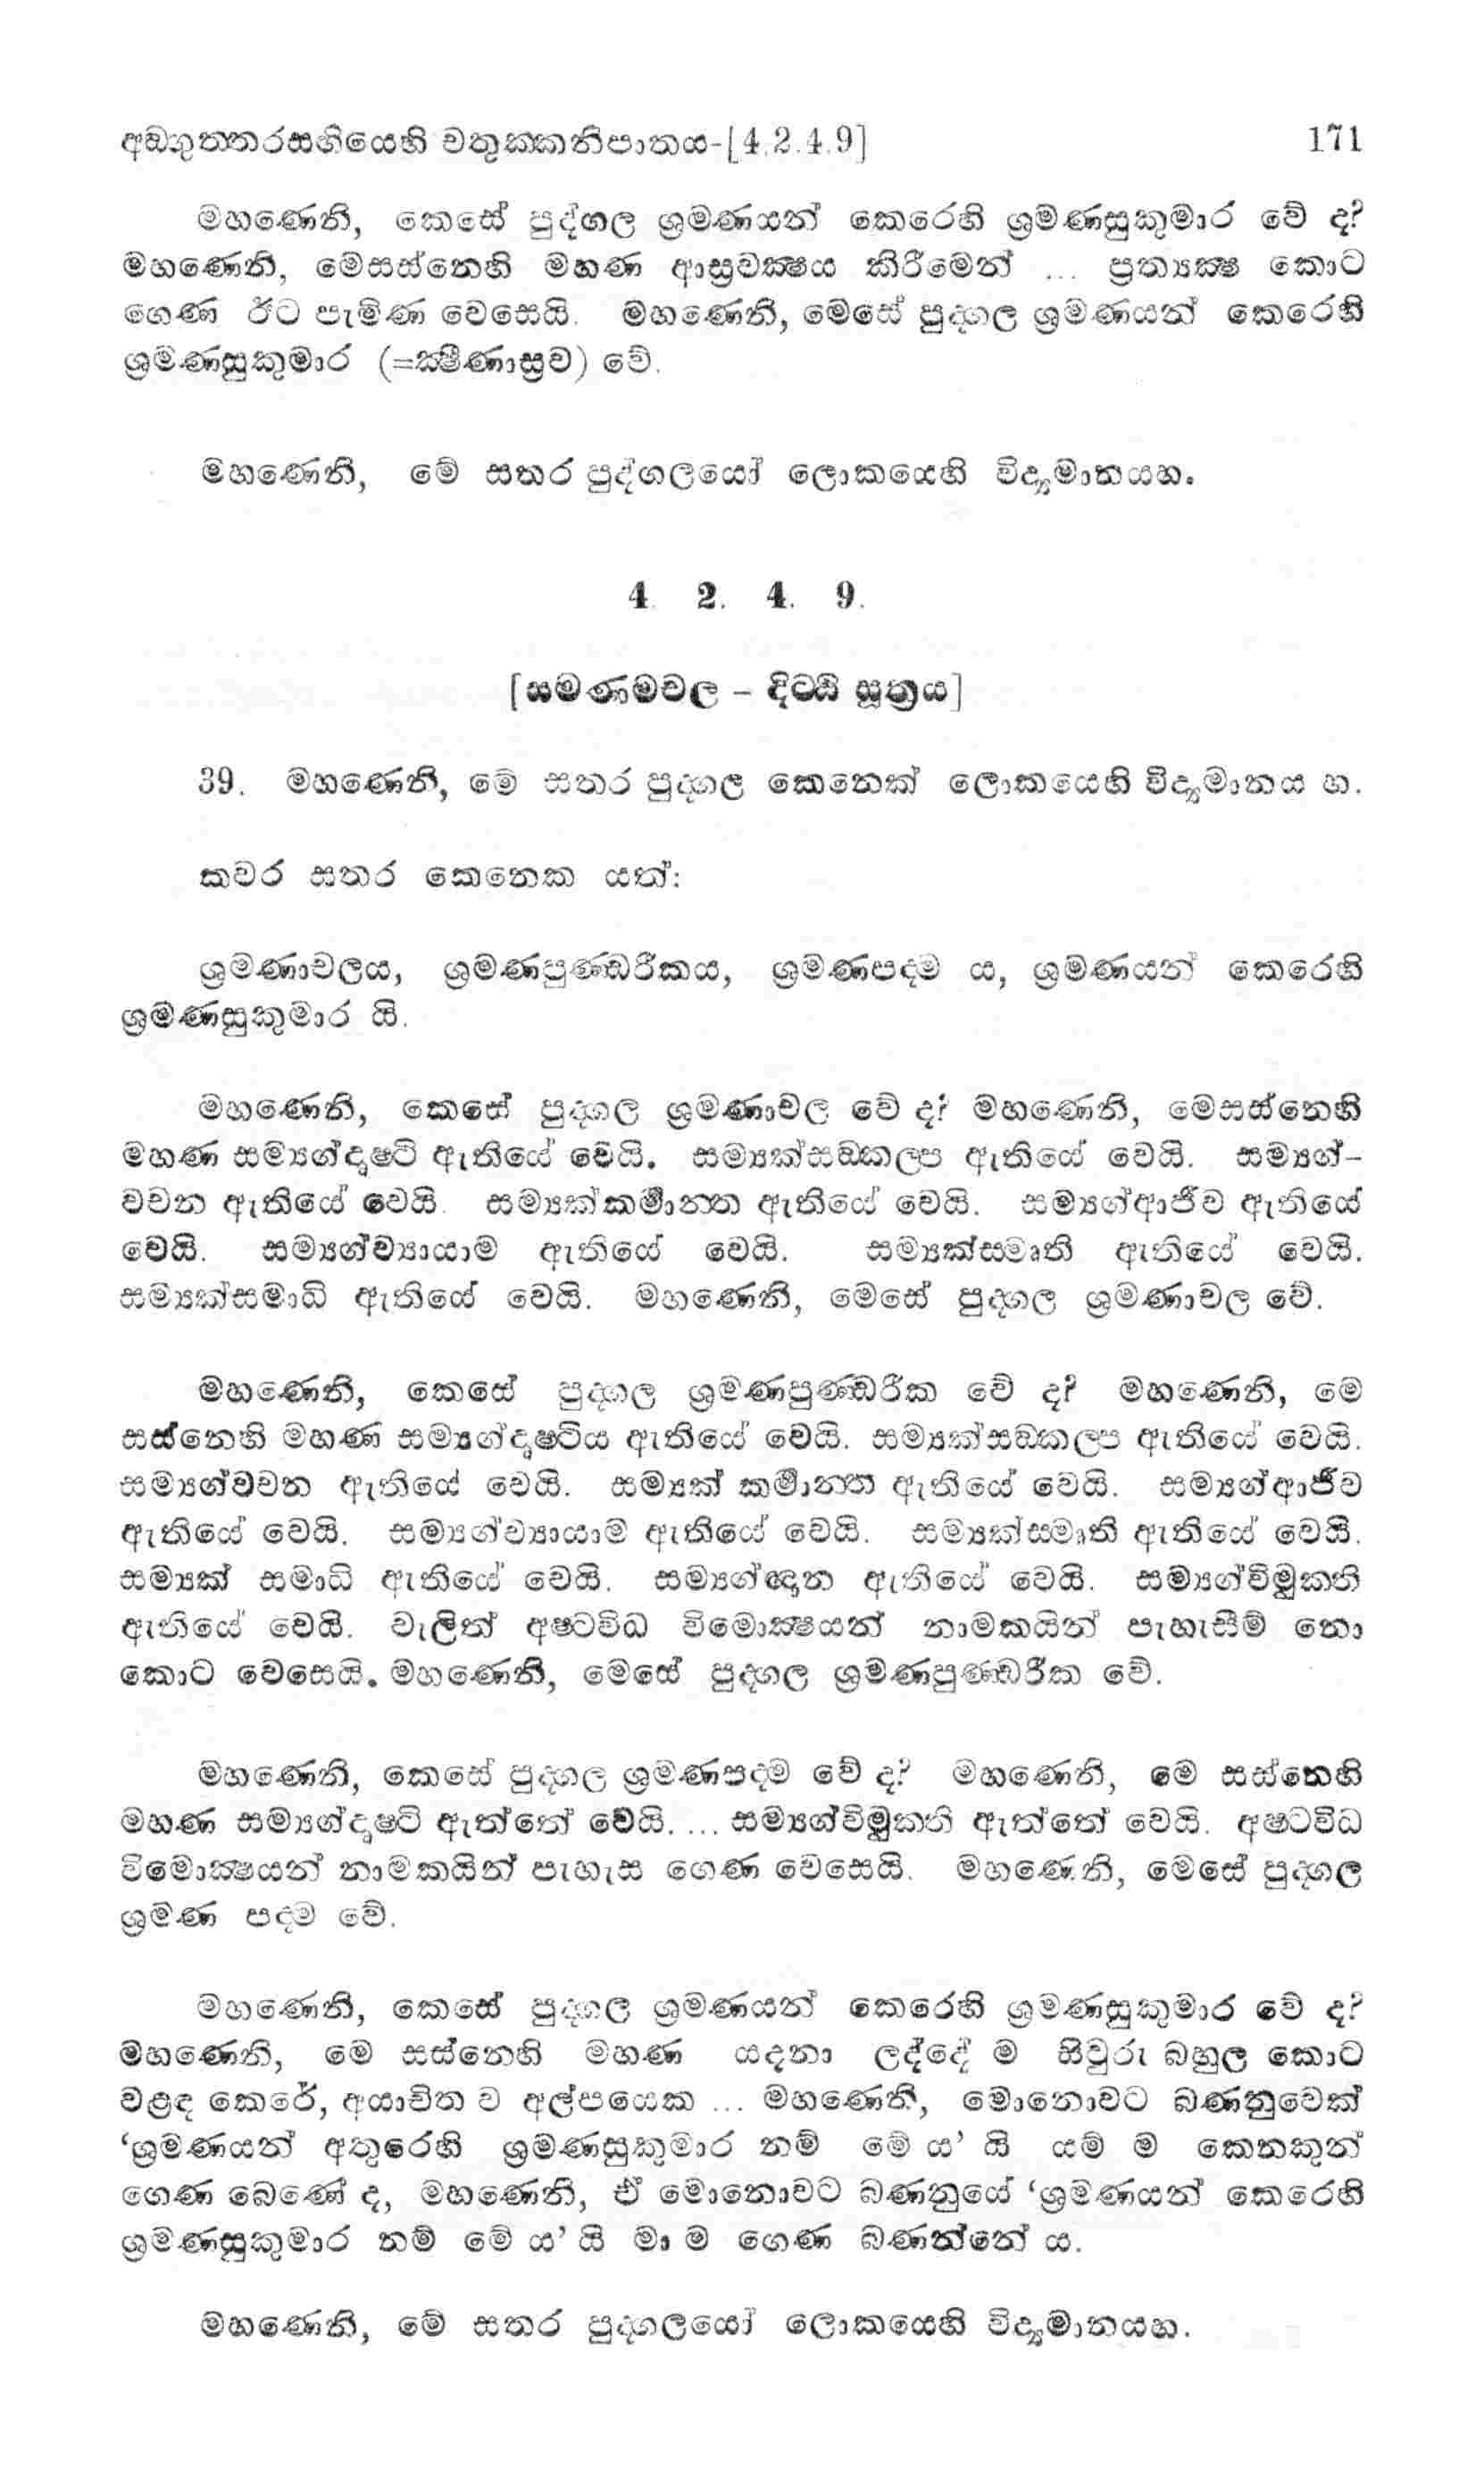 අඞගුත්තරසඟියෙහි චතුක්කනිපාතය-[4.2.4.9] 171
මහණෙනි, කෙසේ පුද්ගල ශ්‍රමණයන් කෙරෙහි ශ්‍රමණසුකුමාර වේ ද?
මහණෙනි, මෙසස්නෙහි මහණ ආස්‍රවක්‍ෂය කිරීමෙන් ... ප්‍රත්‍යක්‍ෂ කොට
ගෙණ ඊට පැමිණ වෙසෙයි. මහණෙනි, මෙසේ පුද්ගල ශ්‍රමණයන් කෙරෙහි
ශ්‍රමණසුකුමාර (=ක්‍ෂීණාස්‍රව) වේ.
මහණෙනි, මේ සතර පුද්ගලයෝ ලොකයෙහි විද්‍යමානයහ.
4. 2. 4. 9.
[සමණමචල - දිට්ඨි සූත්‍රය]
39. මහණෙනි, මේ සතර පුද්ගල කෙනෙක් ලොකයෙහි විද්‍යමානය හ.
කවර සතර කෙනෙක යත්:
ශ්‍රමණාචලය, ශ්‍රමණපුණ්ඩරීකය, ශ්‍රමණපද්ම ය, ශ්‍රමණයන් කෙරෙහි
ශ්‍රමණසුකුමාර යි.
මහණෙනි, කෙසේ පුද්ගල ශ්‍රමණාචල වේ ද? මහණෙනි, මෙසස්නෙහි
මහණ සම්‍යග්දෘෂ්ටි ඇතියේ වෙයි. සම්‍යක්සඞ්කල්ප ඇතියේ වෙයි. සම්‍යග්-
වචන ඇතියේ වෙයි. සම්‍යක්කර්‍මාන්ත ඇතියේ වෙයි. සම්‍යග්ආජීව ඇතියේ
වෙයි. සම්‍යග්ව්‍යායාම ඇතියේ වෙයි. සම්‍යක්ස්මෘති ඇතියේ වෙයි.
සම්‍යක්සමාධි ඇතියේ වෙයි. මහණෙනි, මෙසේ පුද්ගල ශ්‍රමණාචල වේ.
මහණෙනි, කෙසේ පුද්ගල ශ්‍රමණපුණ්ඩරීක වේ ද? මහණෙනි, මේ
සස්නෙහි මහණ සම්‍යග්දෘෂ්ටිය ඇතියේ වෙයි. සම්‍යක්සඞ්කල්ප ඇතියේ වෙයි.
සම්‍යග්වචන ඇතියේ වෙයි. සම්‍යක් කර්‍මාන්ත ඇතියේ වෙයි. සම්‍යග්ආජීව
ඇතියේ වෙයි. සම්‍යග්ව්‍යායාම ඇතියේ වෙයි. සම්‍යක්ස්මෘති ඇතියේ වෙයි.
සම්‍යක් සමාධි ඇතියේ වෙයි. සම්‍යග්ඥාන ඇතියේ වෙයි. සම්‍යග්විමුක්ති
ඇතියේ වෙයි. වැලිත් අෂ්ටවිධ විමොක්‍ෂයන් නාමකයින් පැහැසීම් නො
කොට වෙසෙයි. මහණෙනි, මෙසේ පුද්ගල ශ්‍රමණපුණ්ඩරීක වේ.
මහණෙනි, කෙසේ පුද්ගල ශ්‍රමණපද්ම වේ ද? මහණෙනි, මේ සස්නෙහි
මහණ සම්‍යග්දෘෂ්ටි ඇත්තේ වෙයි. ... සම්‍යග්විමුක්ති ඇත්තේ වෙයි. අෂ්ටවිධ
විමොක්‍ෂයන් නාමකයින් පැහැස ගෙණ වෙසෙයි. මහණෙනි, මෙසේ පුද්ගල
ශ්‍රමණ පද්ම වේ.
මහණෙනි, කෙසේ පුද්ගල ශ්‍රමණයන් කෙරෙහි ශ්‍රමණසුකුමාර වේ ද?
මහණෙනි, මේ සස්නෙහි මහණ යදනා ලද්දේ ම සිවුරු බහුල කොට
වළඳ කෙරේ, අයාචිත ව අල්පයෙක ... මහණෙනි, මොනොවට බණනුවෙක්
‘ශ්‍රමණයන් අතුරෙහි ශ්‍රමණසුකුමාර නම් මේ ය’ යි යම් ම කෙනකුන්
ගෙණ බෙණේ ද, මහණෙනි, ඒ මොනොවට බණනුයේ ‘ශ්‍රමණයන් කෙරෙහි
ශ්‍රමණසුකුමාර නම් මේ ය’ යි මා ම ගෙණ බණන්නේ ය.
මහණෙනි, මේ සතර පුද්ගලයෝ ලොකයෙහි විද්‍යමානයහ.